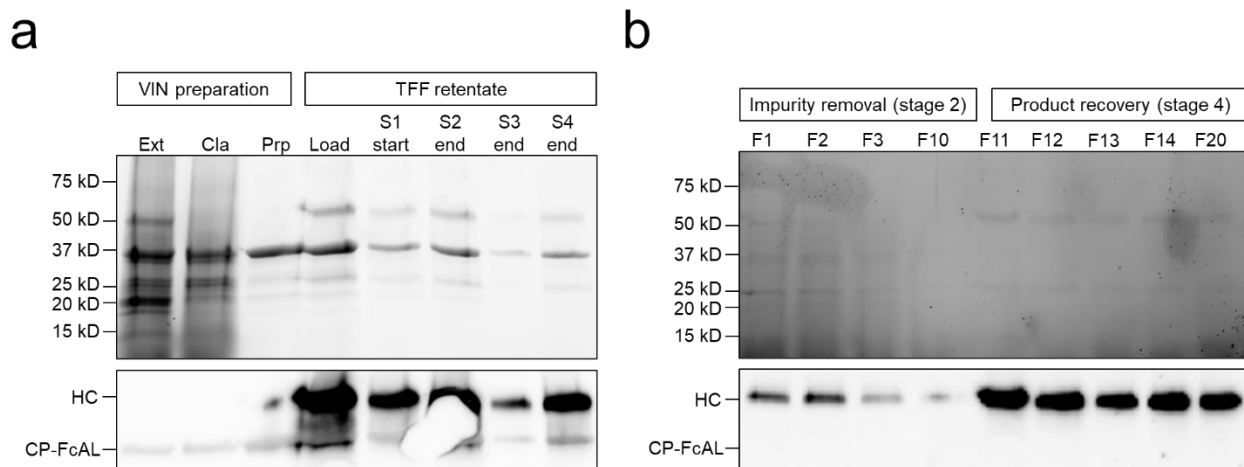 a
VIN preparation TFF retentate
Ext Cla Prp Load S1 start S2 end S3 end S4 end
75 kD
50 kD
37 kD
25 kD
20 kD
15 kD
HC
CP-FcAL
b
Impurity removal (stage 2) Product recovery (stage 4)
F1 F2 F3 F10 F11 F12 F13 F14 F20
75 kD
50 kD
37 kD
25 kD
20 kD
15 kD
HC
CP-FcAL